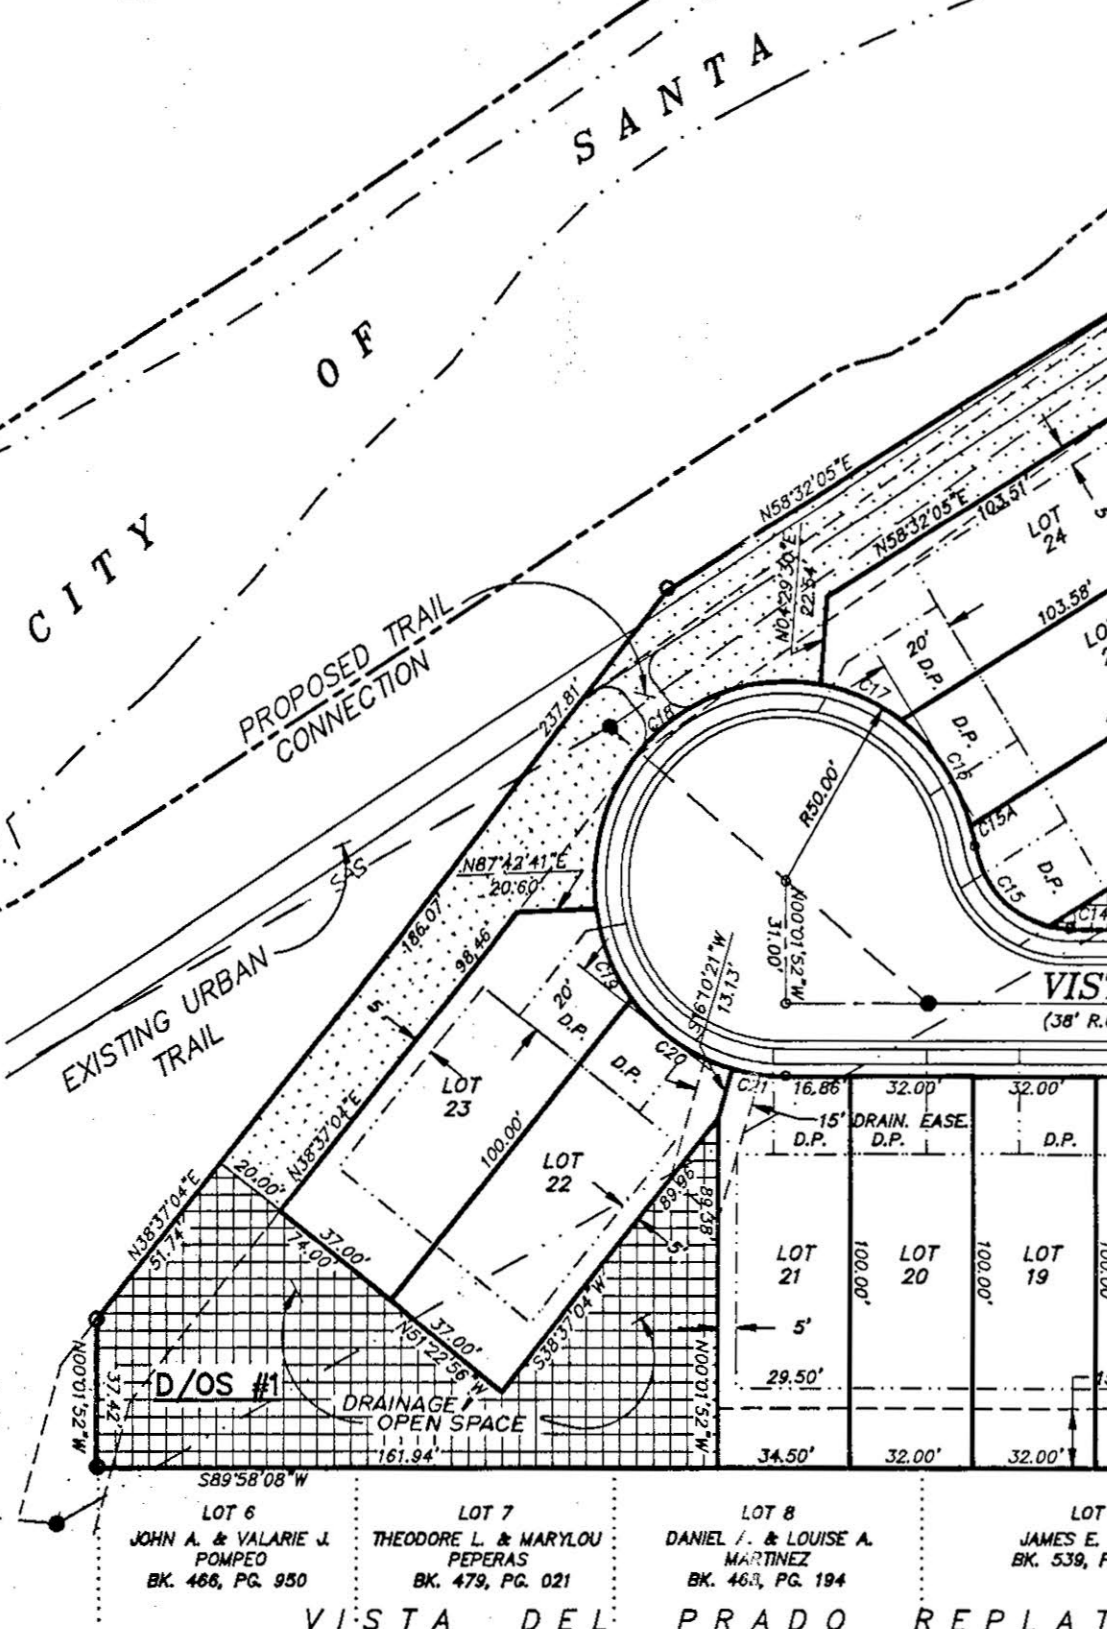 CITY OF SANTA
N58°32'05"E
N58°32'05"E
103.51'
LOT
24
N04°29'30"E
22.54'
103.58'
20'
D.P.
D.P.
C17
C16
C15A
C15
D.P.
C14
PROPOSED TRAIL
CONNECTION
237.81'
C18
R50.00'
N87°42'41"E
20.60'
SAS
186.07'
98.46'
EXISTING URBAN
TRAIL
N00°01'52"W
31.00'
VIS
(38' R.
C19
20'
D.P.
13.13'
C20
D.P.
C21
16.86'
32.00'
32.00'
15' DRAIN. EASE.
D.P.
D.P.
D.P.
5'
LOT
23
N38°37'04"E
100.00'
LOT
22
89.96'
89.38'
5'
20.00'
N38°37'04"E
51.74'
37.00'
74.00'
37.00'
N51°22'56"W
S38°37'04"W
LOT
21
100.00'
LOT
20
100.00'
LOT
19
5'
N00°01'52"W
37.42'
D/OS #1
DRAINAGE
OPEN SPACE
N00°01'52"W
29.50'
161.94'
34.50'
32.00'
32.00'
S89°58'08"W
LOT 6
JOHN A. & VALARIE J.
POMPEO
BK. 466, PG. 950
LOT 7
THEODORE L. & MARYLOU
PEPERAS
BK. 479, PG. 021
LOT 8
DANIEL & LOUISE A.
MARTINEZ
PG. 194
LOT
JAMES E.
BK. 539,
VISTA DEL PRADO REPLAT